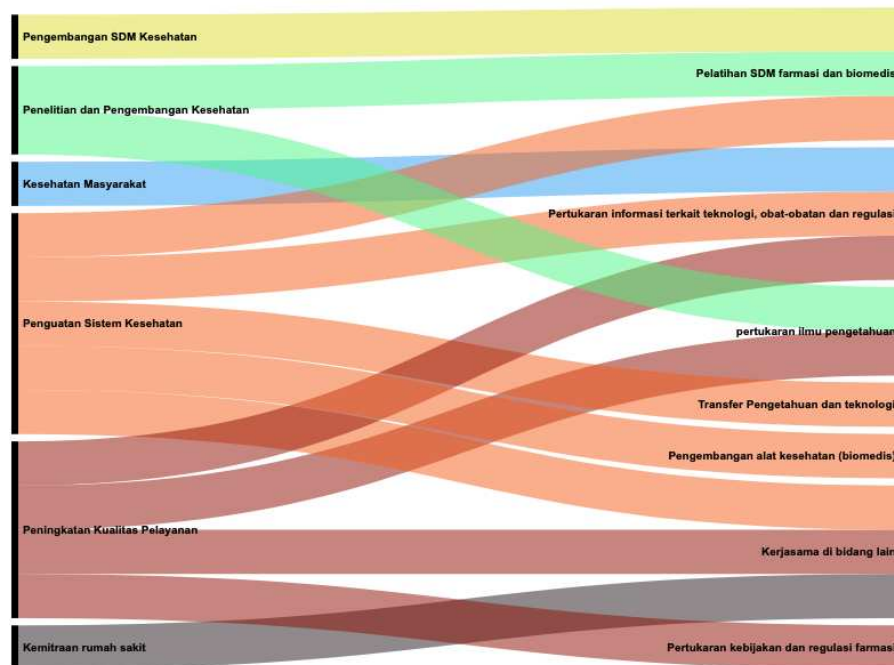 Pengembangan SDM Kesehatan
Penelitian dan Pengembangan Kesehatan
Kesehatan Masyarakat
Penguatan Sistem Kesehatan
Peningkatan Kualitas Pelayanan
Kemitraan rumah sakit
Pelatihan SDM farmasi dan biomedis
Pertukaran informasi terkait teknologi, obat-obatan dan regulasi
pertukaran ilmu pengetahuan
Transfer Pengetahuan dan teknologi
Pengembangan alat kesehatan (biomedis)
Kerjasama di bidang lain
Pertukaran kebijakan dan regulasi farmasi